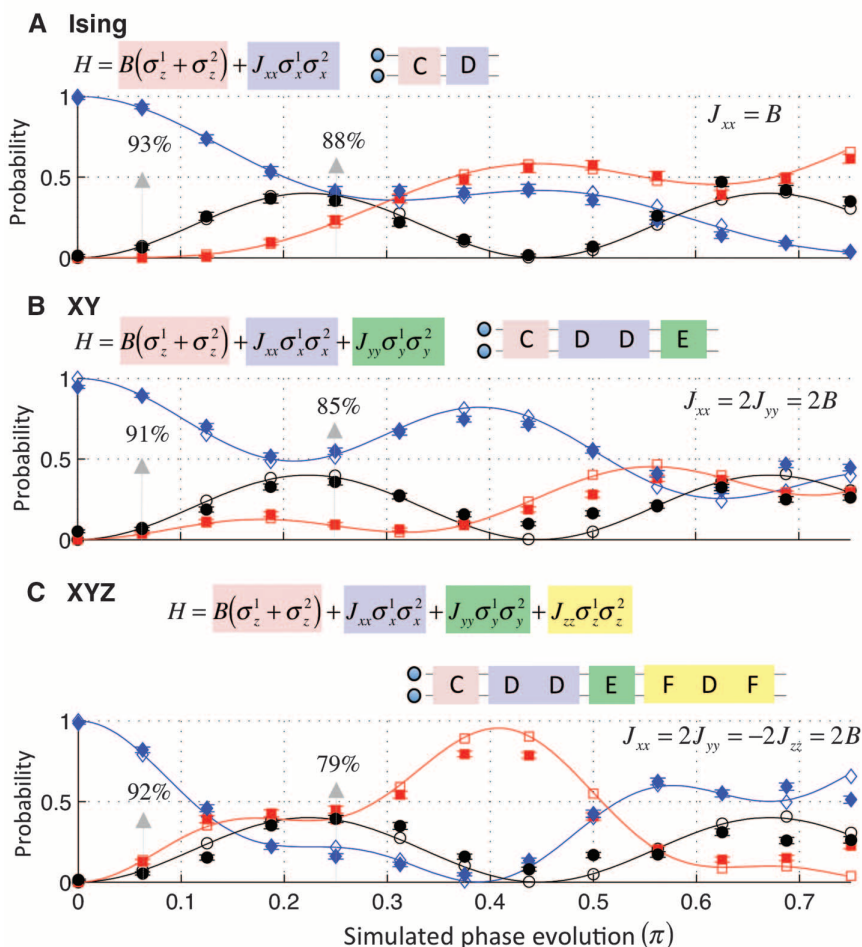 A Ising
H = B(σ_z^1 + σ_z^2) + J_xx σ_x^1 σ_x^2
C D
J_xx = B
93%
88%
1
0.5
0
Probability
B XY
H = B(σ_z^1 + σ_z^2) + J_xx σ_x^1 σ_x^2 + J_yy σ_y^1 σ_y^2
C D D E
J_xx = 2J_yy = 2B
91%
85%
1
0.5
0
Probability
C XYZ
H = B(σ_z^1 + σ_z^2) + J_xx σ_x^1 σ_x^2 + J_yy σ_y^1 σ_y^2 + J_zz σ_z^1 σ_z^2
C D D E F D F
J_xx = 2J_yy = -2J_zz = 2B
92%
79%
1
0.5
0
Probability
0 0.1 0.2 0.3 0.4 0.5 0.6 0.7
Simulated phase evolution (π)